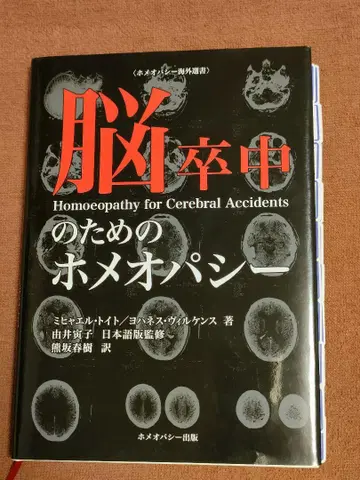 〈ホメオパシー海外選書〉
脳卒中
Homoeopathy for Cerebral Accidents
のための
ホメオパシー
ミヒャエル・トイト/ヨハネス・ヴィルケンス 著
由井寅子 日本語版監修
熊坂春樹 訳
ホメオパシー出版